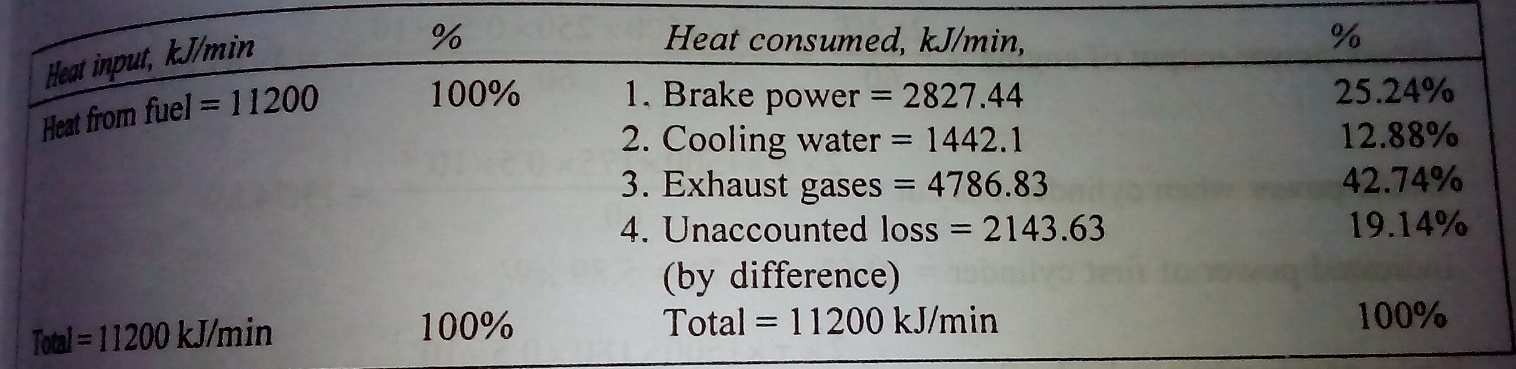 Heat input, kJ/min % Heat consumed, kJ/min, %
Heat from fuel = 11200 100% 1. Brake power = 2827.44 25.24%
2. Cooling water = 1442.1 12.88%
3. Exhaust gases = 4786.83 42.74%
4. Unaccounted loss = 2143.63 19.14%
(by difference)
Total = 11200 kJ/min 100% Total = 11200 kJ/min 100%